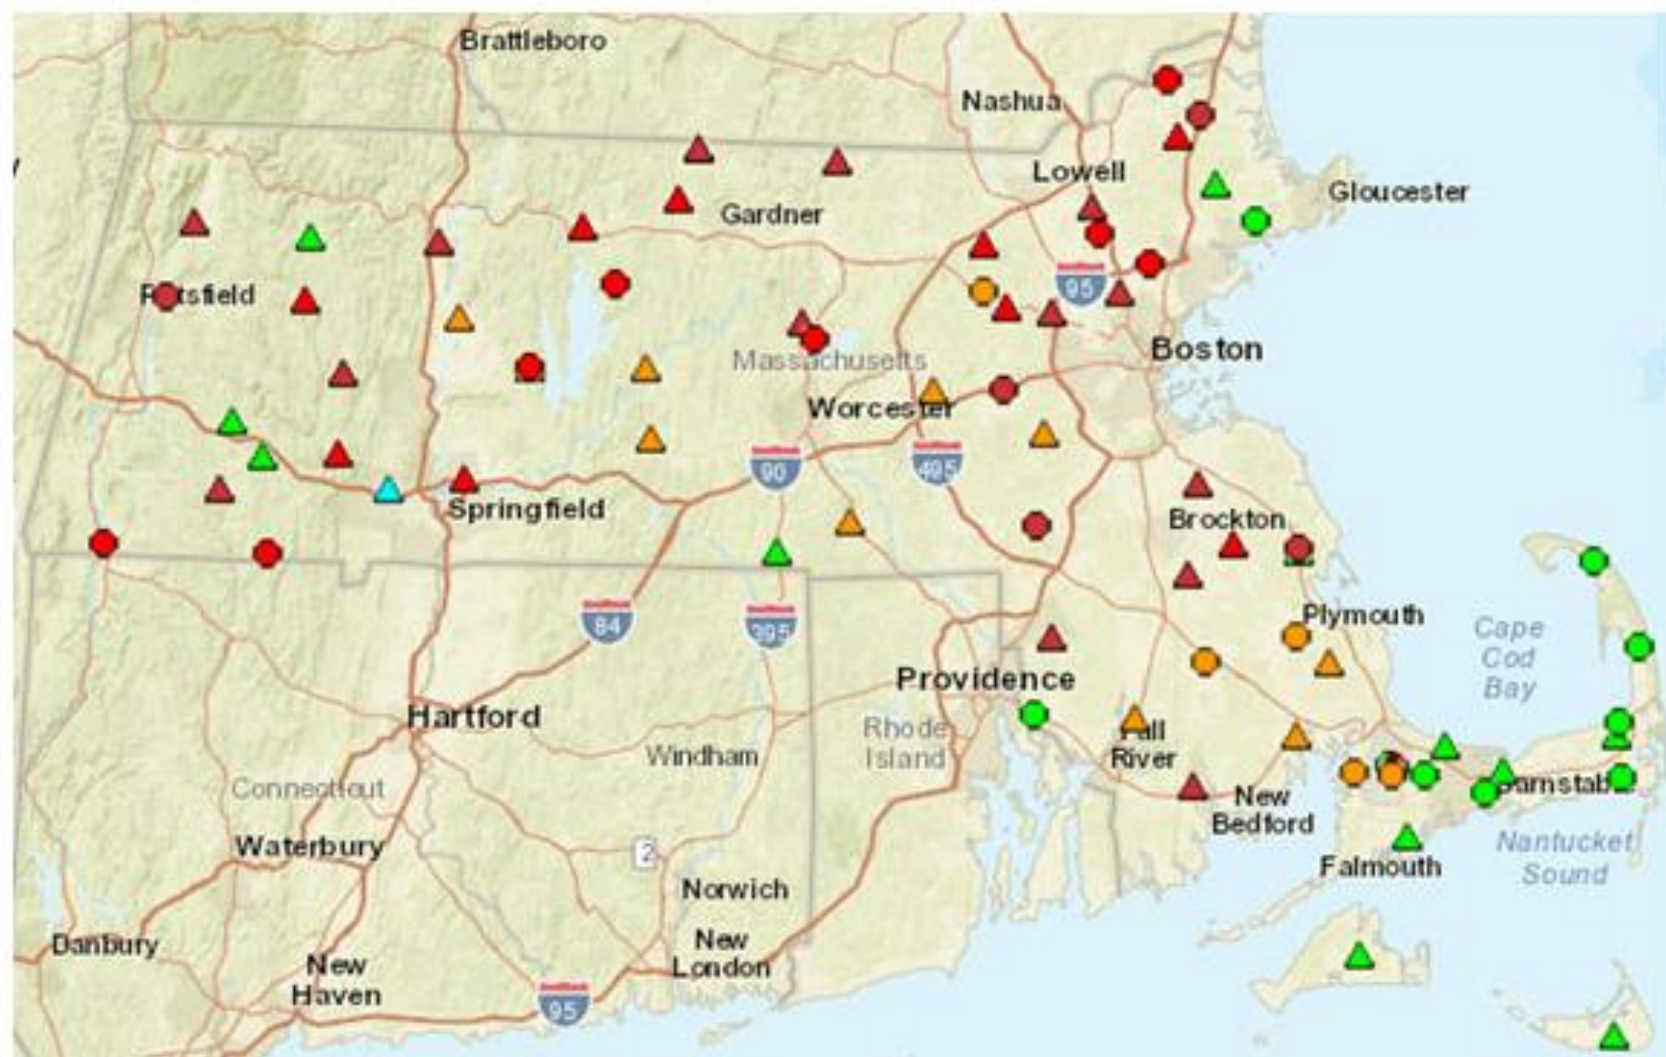 Brattleboro
Nashua
Lowell
Gloucester
Gardner
Pittsfield
95
Massachusetts
Boston
Worcester
90
495
Springfield
Brockton
84
395
Plymouth
Cape
Cod
Bay
Providence
Hartford
Rhode
Island
Windham
Fall
River
Connecticut
Barnstable
New
Bedford
Waterbury
2
Nantucket
Sound
Falmouth
Norwich
Danbury
New
London
New
Haven
95